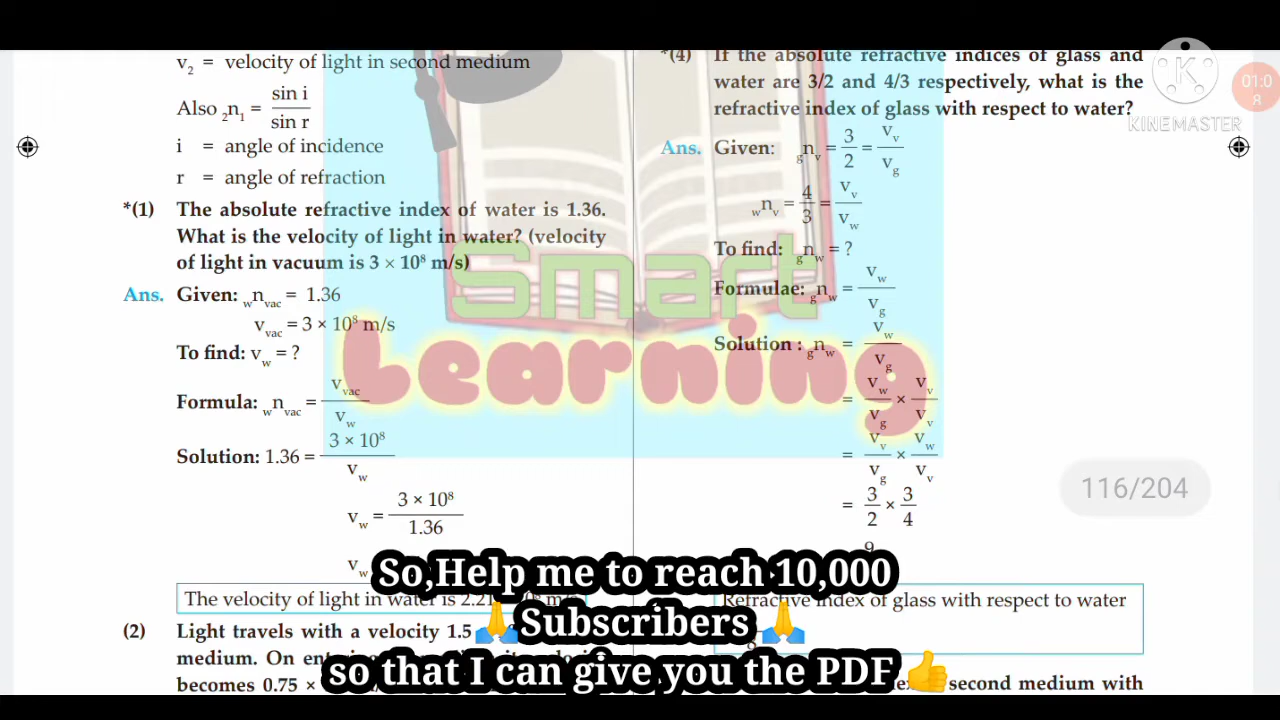 v₂ = velocity of light in second medium
Also ₂n₁ = sin i / sin r
i = angle of incidence
r = angle of refraction
*(1) The absolute refractive index of water is 1.36.
What is the velocity of light in water? (velocity
of light in vacuum is 3 × 10⁸ m/s)
Ans. Given: wnvac = 1.36
vvac = 3 × 10⁸ m/s
To find: vw = ?
Formula: wnvac = vvac / vw
Solution: 1.36 = 3 × 10⁸ / vw
vw = 3 × 10⁸ / 1.36
vw
The velocity of light in water is 2.21 m/s
(2) Light travels with a velocity 1.5
medium. On
becomes 0.75 ×
*(4) If the absolute refractive indices of glass and
water are 3/2 and 4/3 respectively, what is the
refractive index of glass with respect to water?
Ans. Given: gnv = 3/2 = vv / vg
wnv = 4/3 = vv / vw
To find: gnw = ?
Formulae: gnw = vw / vg
Solution : gnw = vw / vg
= vw / vg × vv / vv
= vv / vg × vw / vv
= 3/2 × 3/4
9
Refractive index of glass with respect to water
8
second medium with
Smart
Learning
KINEMASTER
01:08
116/204
So,Help me to reach 10,000
🙏Subscribers🙏
so that I can give you the PDF👍